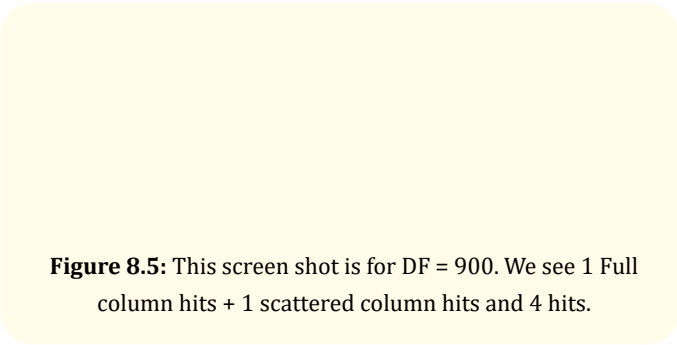 Figure 8.5: This screen shot is for DF = 900. We see 1 Full
column hits + 1 scattered column hits and 4 hits.